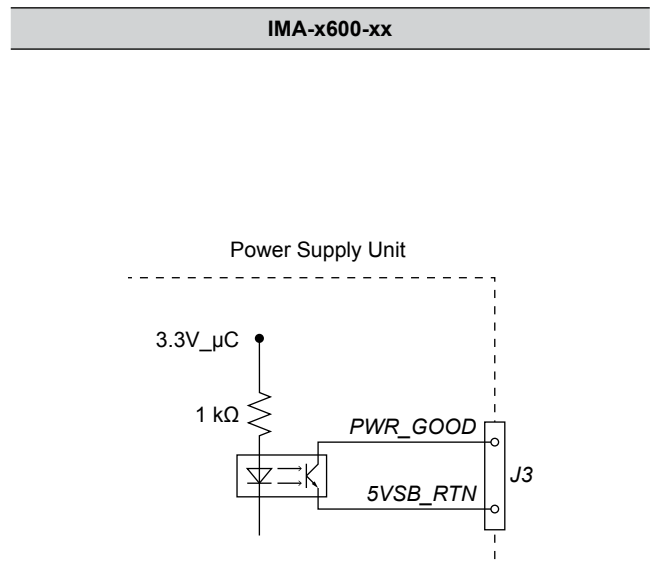 IMA-x600-xx
Power Supply Unit
3.3V_µC
1 kΩ
PWR_GOOD
J3
5VSB_RTN